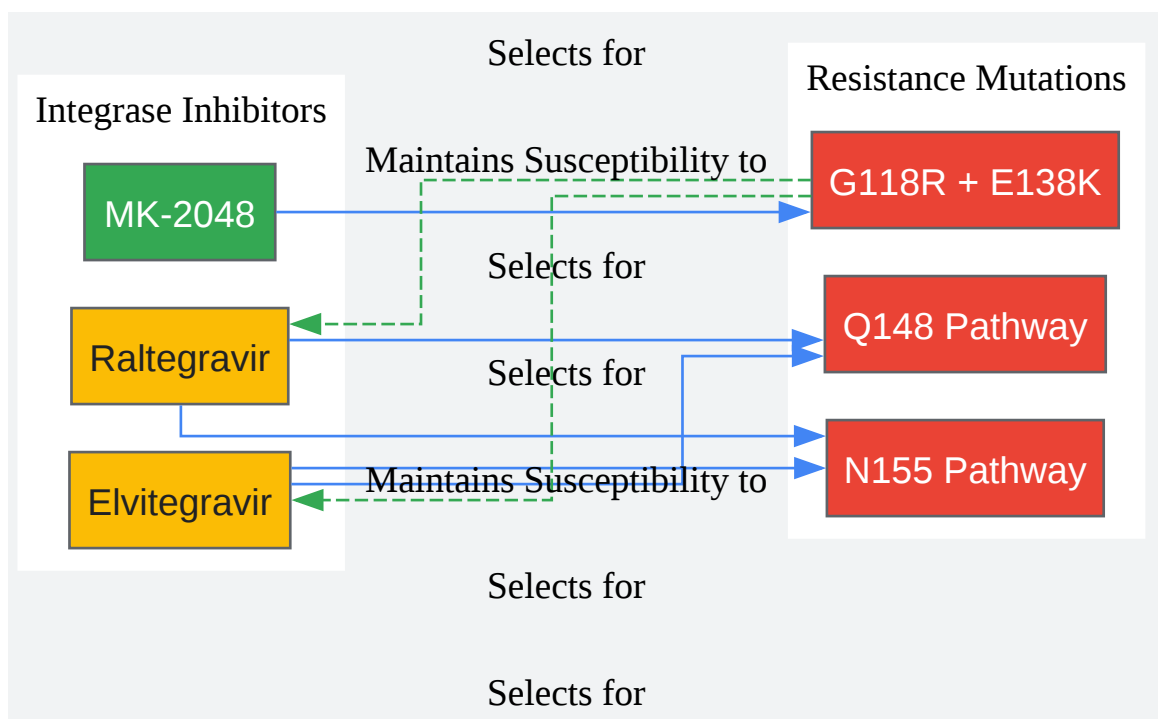 Selects for
Resistance Mutations
Integrase Inhibitors
Maintains Susceptibility to
G118R + E138K
MK-2048
Selects for
Q148 Pathway
Raltegravir
Selects for
N155 Pathway
Maintains Susceptibility to
Elvitegravir
Selects for
Selects for